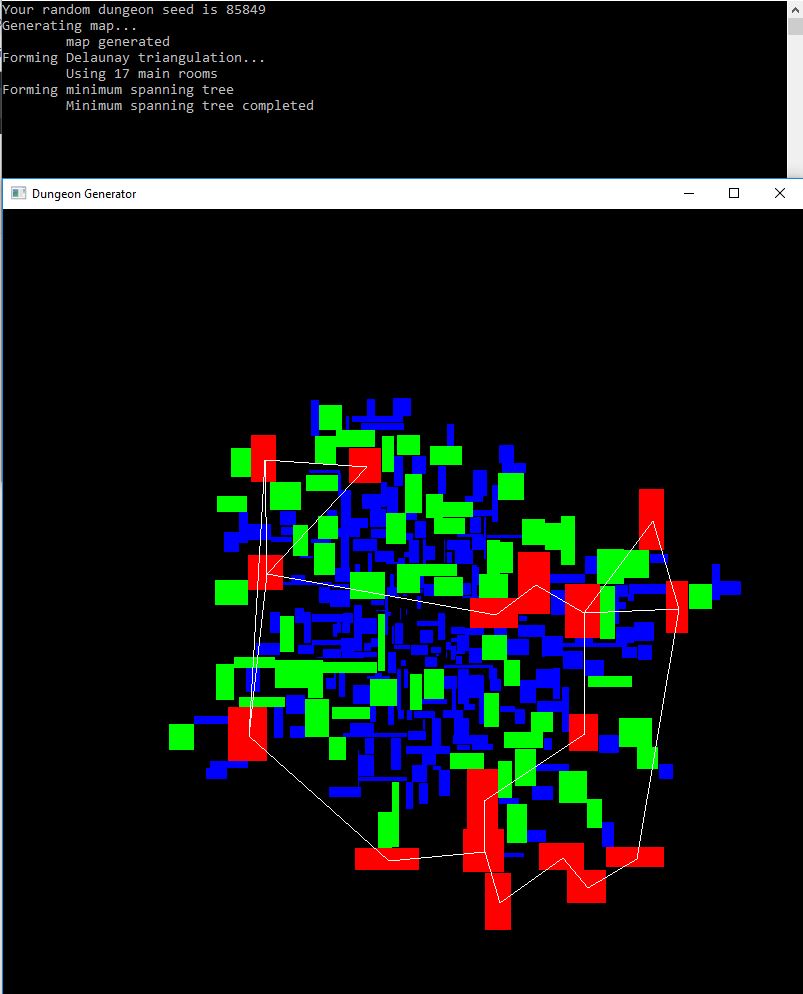 Your random dungeon seed is 85849
Generating map...
        map generated
Forming Delaunay triangulation...
        Using 17 main rooms
Forming minimum spanning tree
        Minimum spanning tree completed
Dungeon Generator